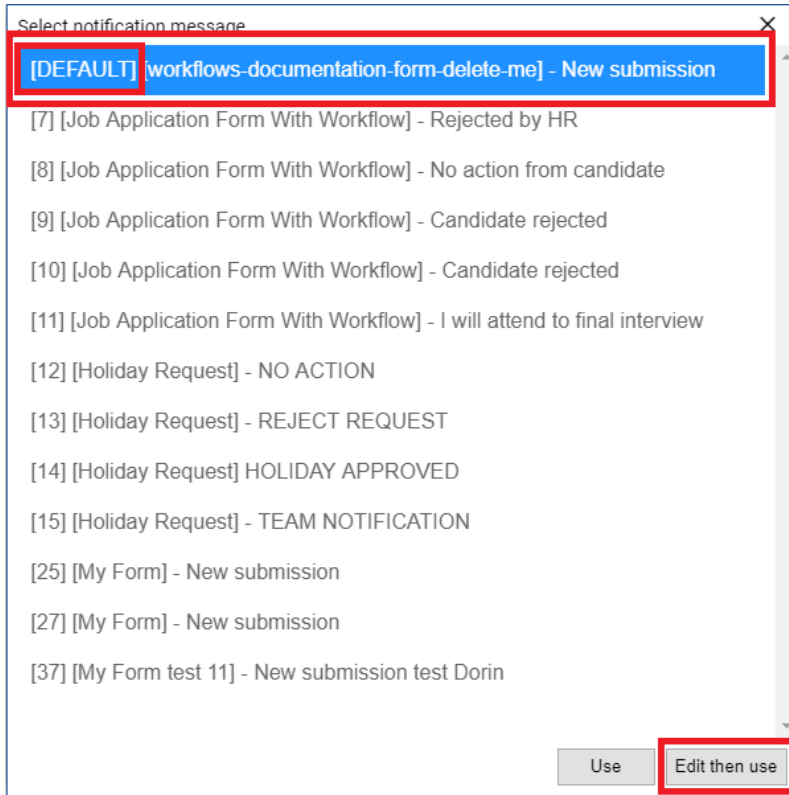 Select notification message
[DEFAULT] [workflows-documentation-form-delete-me] - New submission
[7] [Job Application Form With Workflow] - Rejected by HR
[8] [Job Application Form With Workflow] - No action from candidate
[9] [Job Application Form With Workflow] - Candidate rejected
[10] [Job Application Form With Workflow] - Candidate rejected
[11] [Job Application Form With Workflow] - I will attend to final interview
[12] [Holiday Request] - NO ACTION
[13] [Holiday Request] - REJECT REQUEST
[14] [Holiday Request] HOLIDAY APPROVED
[15] [Holiday Request] - TEAM NOTIFICATION
[25] [My Form] - New submission
[27] [My Form] - New submission
[37] [My Form test 11] - New submission test Dorin
Use Edit then use